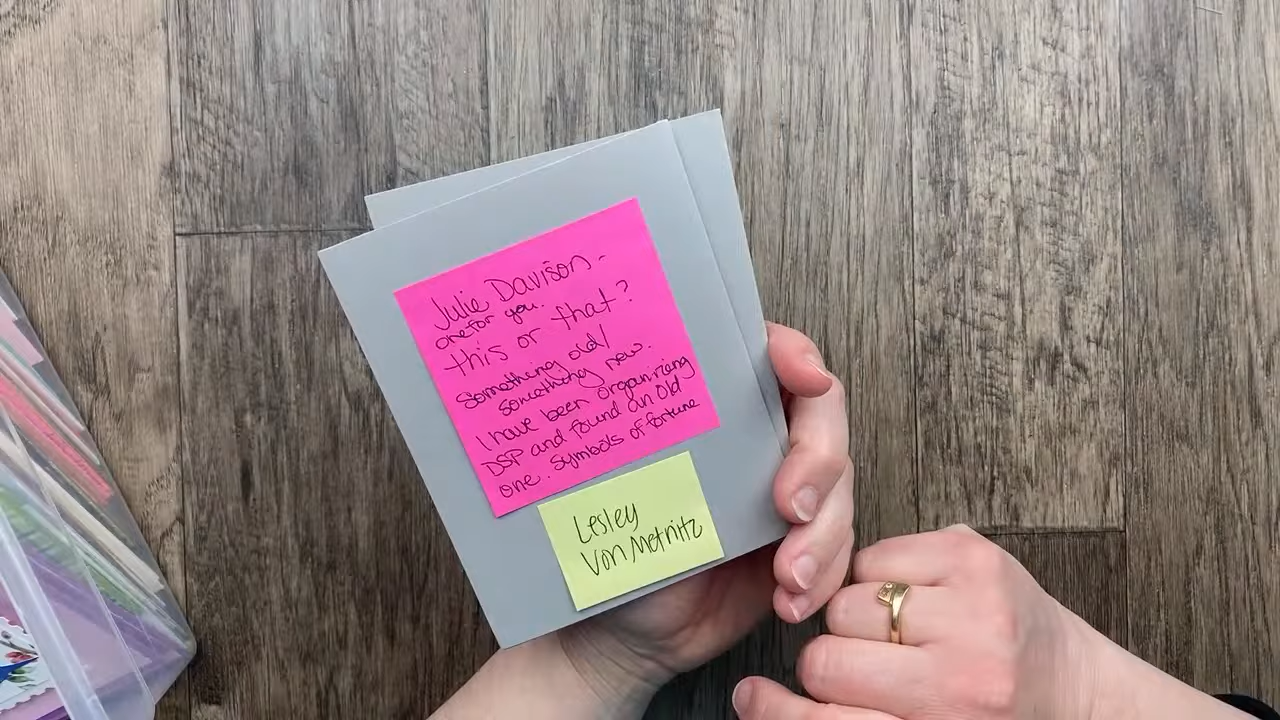 Julie Davison -
one for you.
this or that?
Something old/
something new.
I have been organizing
DSP and found an old
one. Symbols of fortune
Lesley
Von Metnitz